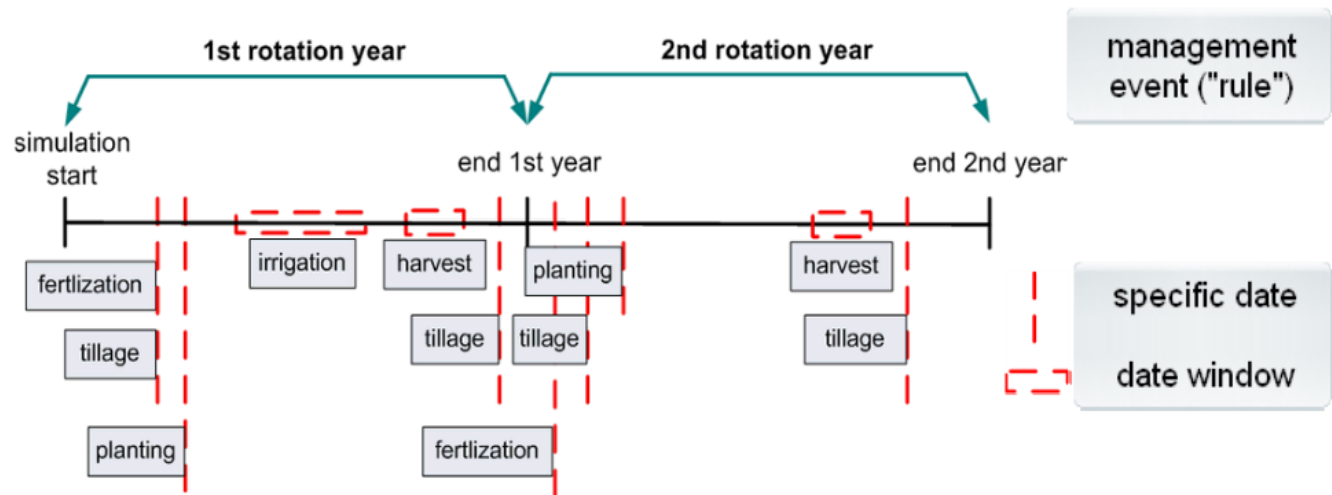 1st rotation year
2nd rotation year
management
event ("rule")
simulation
start
end 1st year
end 2nd year
irrigation
harvest
planting
harvest
fertlization
specific date
tillage
tillage
tillage
tillage
date window
planting
fertlization